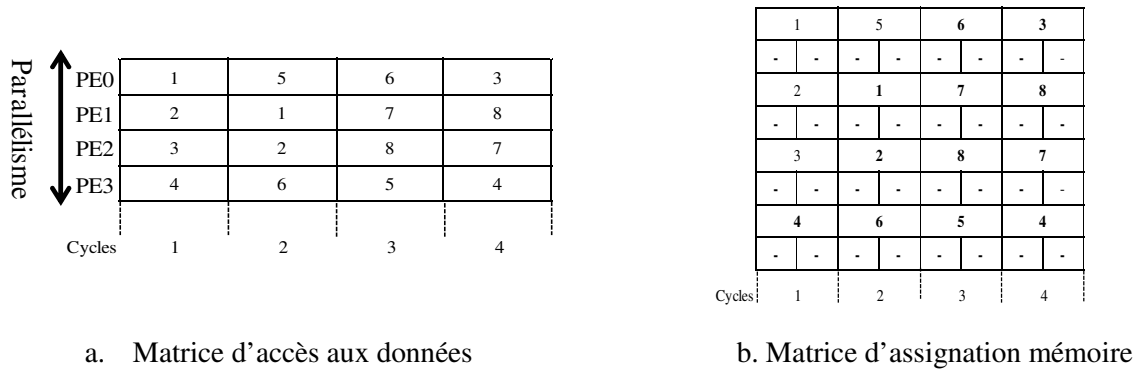 Parallélisme
PE0 1 5 6 3
PE1 2 1 7 8
PE2 3 2 8 7
PE3 4 6 5 4
Cycles 1 2 3 4
a. Matrice d'accès aux données
1 5 6 3
- - - - - - - -
2 1 7 8
- - - - - - - -
3 2 8 7
- - - - - - - -
4 6 5 4
- - - - - - - -
Cycles 1 2 3 4
b. Matrice d'assignation mémoire